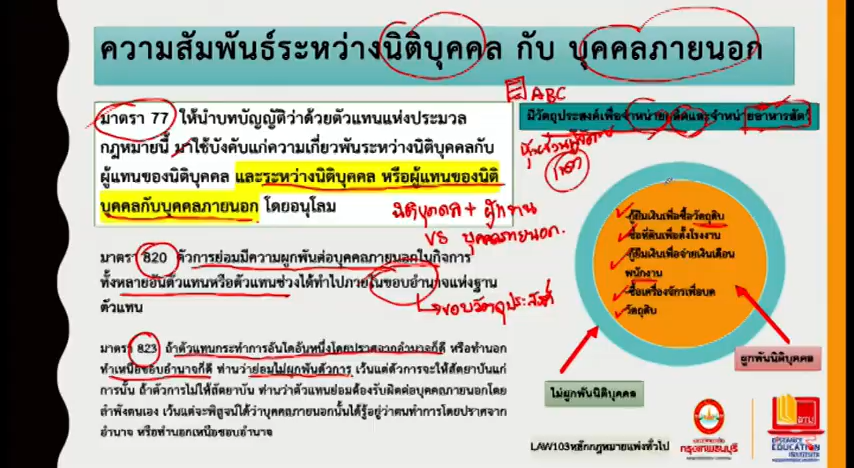 ความสัมพันธ์ระหว่างนิติบุคคล กับ บุคคลภายนอก
มาตรา 77 ให้นำบทบัญญัติว่าด้วยตัวแทนแห่งประมวล
กฎหมายนี้ มาใช้บังคับแก่ความเกี่ยวพันระหว่างนิติบุคคลกับ
ผู้แทนของนิติบุคคล และระหว่างนิติบุคคล หรือผู้แทนของนิติ
บุคคลกับบุคคลภายนอก โดยอนุโลม
นิติบุคคล + ผู้แทน
VS บุคคลภายนอก.
มาตรา 820 ตัวการย่อมมีความผูกพันต่อบุคคลภายนอกในกิจการ
ทั้งหลายอันตัวแทนหรือตัวแทนช่วงได้ทำไปภายในขอบอำนาจแห่งฐาน
ตัวแทน
ขอบวัตถุประสงค์
มาตรา 823 ถ้าตัวแทนกระทำการอันใดอันหนึ่งโดยปราศจากอำนาจก็ดี หรือทำนอก
ทำเหนือขอบอำนาจก็ดี ท่านว่าย่อมไม่ผูกพันตัวการ เว้นแต่ตัวการจะให้สัตยาบันแก่
การนั้น ถ้าตัวการไม่ให้สัตยาบัน ท่านว่าตัวแทนย่อมต้องรับผิดต่อบุคคลภายนอกโดย
ลำพังตนเอง เว้นแต่จะพิสูจน์ได้ว่าบุคคลภายนอกนั้นได้รู้อยู่ว่าตนทำการโดยปราศจาก
อำนาจ หรือทำนอกเหนือขอบอำนาจ
ABC
มีวัตถุประสงค์เพื่อจำหน่ายผลิตและจำหน่ายอาหารสัตว์
กู้ยืมเงินเพื่อซื้อวัตถุดิบ
ซื้อที่ดินเพื่อตั้งโรงงาน
กู้ยืมเงินเพื่อจ่ายเงินเดือน
พนักงาน
ซื้อเครื่องจักรเพื่อบด
วัตถุดิบ
ผูกพันนิติบุคคล
ไม่ผูกพันนิติบุคคล
LAW103หลักกฎหมายแพ่งทั่วไป
มหาวิทยาลัย
กรุงเทพธนบุรี
DISTANCE
EDUCATION